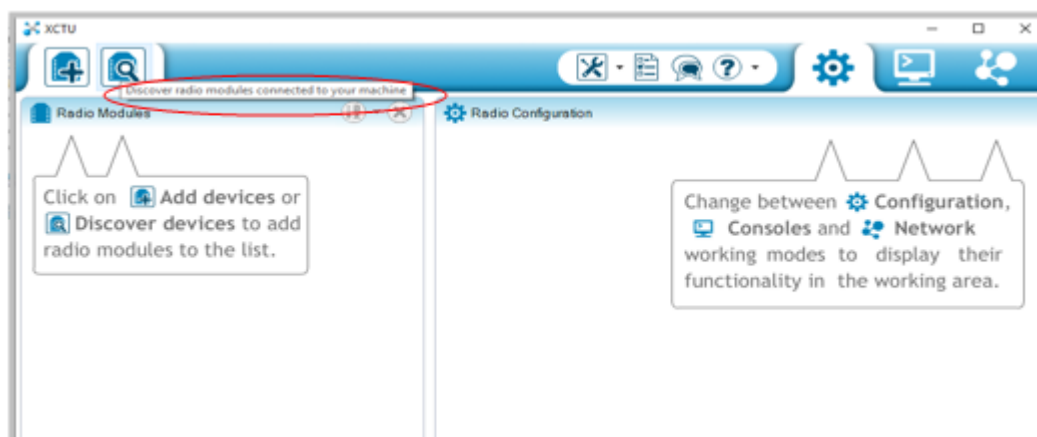 XCTU
Discover radio modules connected to your machine
Radio Modules
Radio Configuration
Click on Add devices or
Discover devices to add
radio modules to the list.
Change between Configuration,
Consoles and Network
working modes to display their
functionality in the working area.